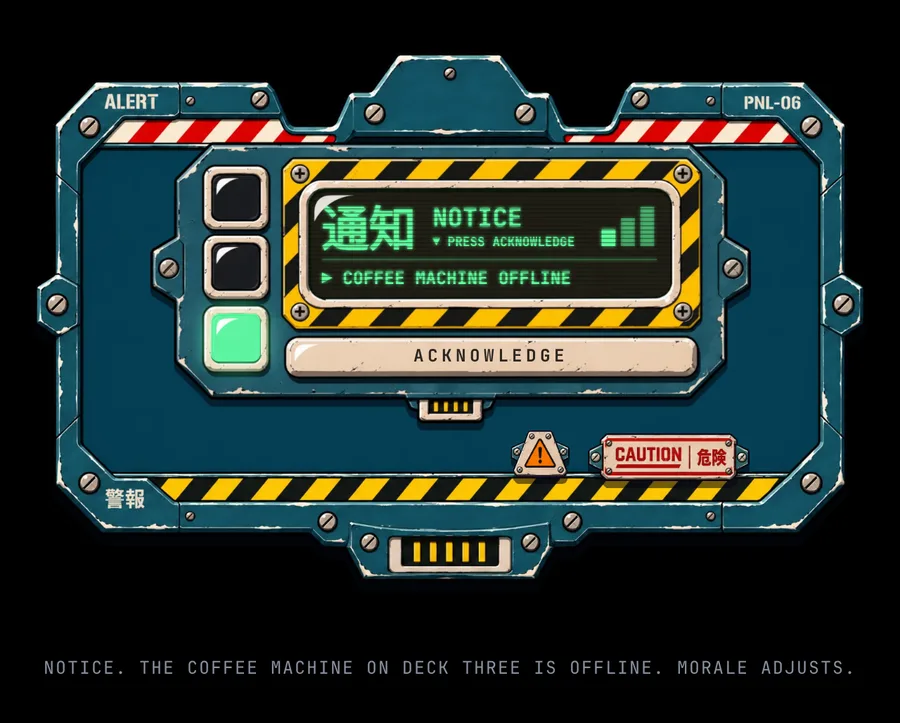 ALERT
PNL-06
通知
NOTICE
▼ PRESS ACKNOWLEDGE
▶ COFFEE MACHINE OFFLINE
ACKNOWLEDGE
CAUTION 危険
警報
NOTICE. THE COFFEE MACHINE ON DECK THREE IS OFFLINE. MORALE ADJUSTS.